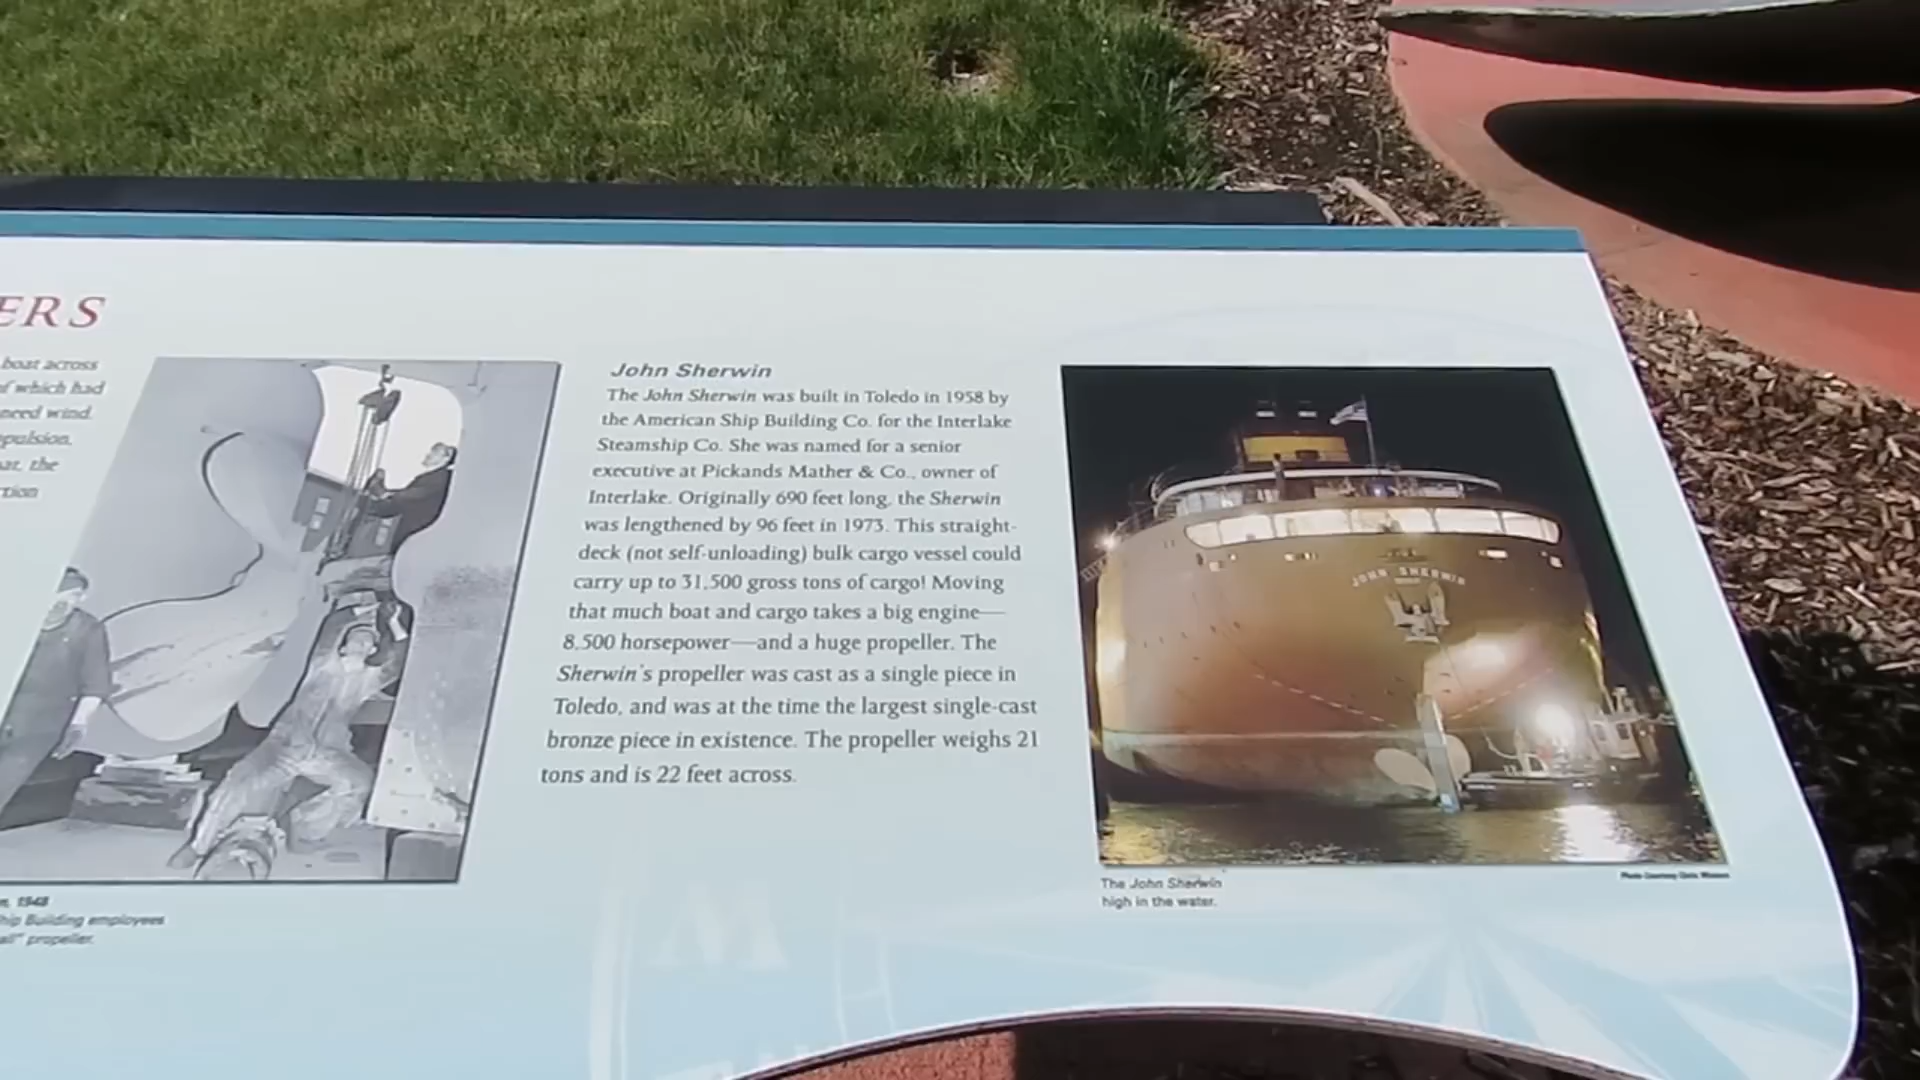 ERS
boat across
of which had
need wind.
at, the
John Sherwin
The John Sherwin was built in Toledo in 1958 by
the American Ship Building Co. for the Interlake
Steamship Co. She was named for a senior
executive at Pickands Mather & Co., owner of
Interlake. Originally 690 feet long, the Sherwin
was lengthened by 96 feet in 1973. This straight-
deck (not self-unloading) bulk cargo vessel could
carry up to 31,500 gross tons of cargo! Moving
that much boat and cargo takes a big engine—
8,500 horsepower—and a huge propeller. The
Sherwin's propeller was cast as a single piece in
Toledo, and was at the time the largest single-cast
bronze piece in existence. The propeller weighs 21
tons and is 22 feet across.
JOHN SHERWIN
1948
Building employees
propeller.
The John Sherwin
high in the water.
Photo Courtesy